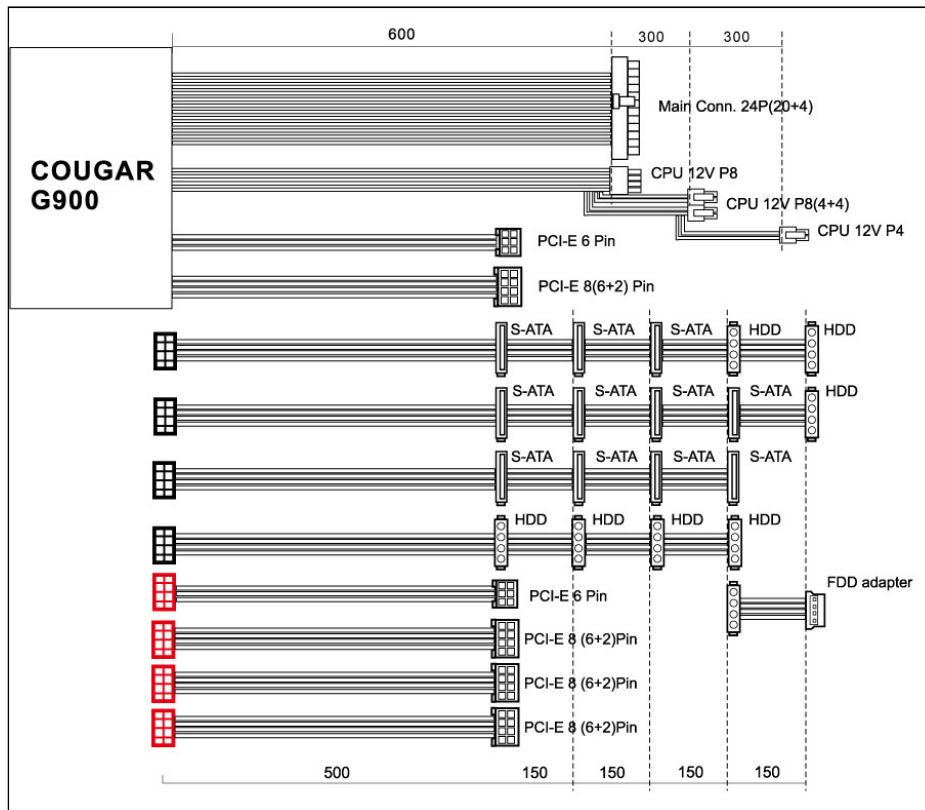 600
300
300
COUGAR
G900
Main Conn. 24P(20+4)
CPU 12V P8
CPU 12V P8(4+4)
CPU 12V P4
PCI-E 6 Pin
PCI-E 8(6+2) Pin
S-ATA
S-ATA
S-ATA
HDD
HDD
S-ATA
S-ATA
S-ATA
S-ATA
HDD
S-ATA
S-ATA
S-ATA
S-ATA
HDD
HDD
HDD
HDD
FDD adapter
PCI-E 6 Pin
PCI-E 8 (6+2)Pin
PCI-E 8 (6+2)Pin
PCI-E 8 (6+2)Pin
500
150
150
150
150